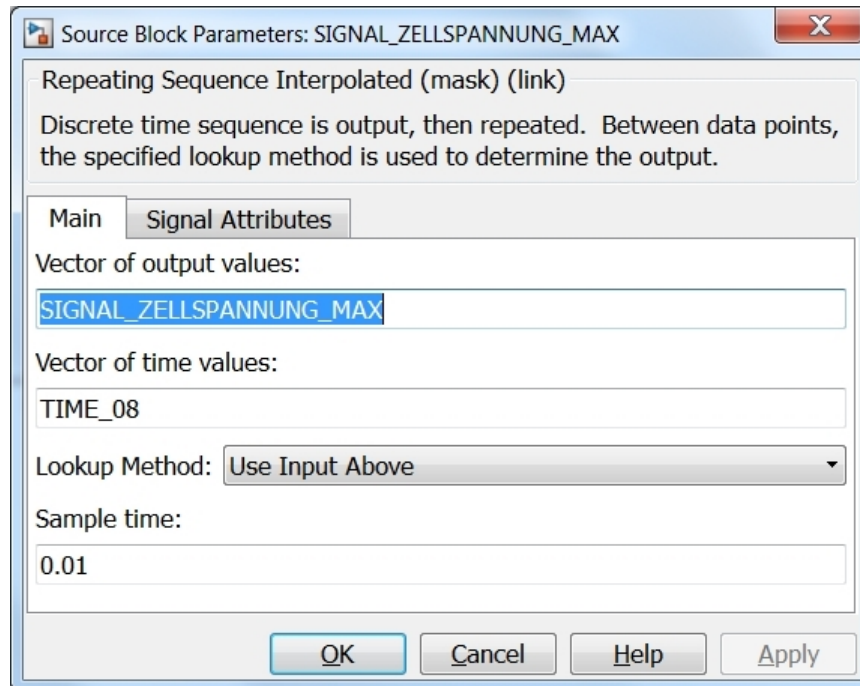 Source Block Parameters: SIGNAL_ZELLSPANNUNG_MAX
Repeating Sequence Interpolated (mask) (link)
Discrete time sequence is output, then repeated.  Between data points,
the specified lookup method is used to determine the output.
Main
Signal Attributes
Vector of output values:
SIGNAL_ZELLSPANNUNG_MAX
Vector of time values:
TIME_08
Lookup Method: Use Input Above
Sample time:
0.01
OK
Cancel
Help
Apply